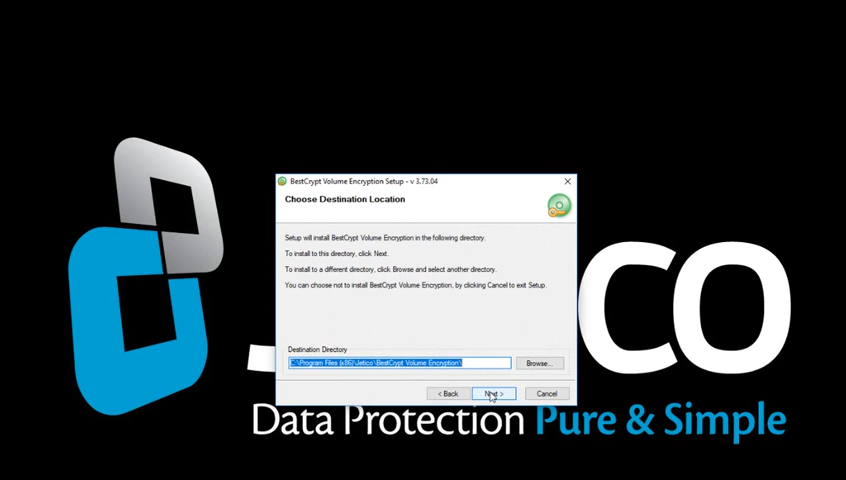 BestCrypt Volume Encryption Setup - v 3.73.04
Choose Destination Location
Setup will install BestCrypt Volume Encryption in the following directory.
To install to this directory, click Next.
To install to a different directory, click Browse and select another directory.
You can choose not to install BestCrypt Volume Encryption, by clicking Cancel to exit Setup.
Destination Directory
C:\Program Files (x86)\Jetico\BestCrypt Volume Encryption\
Browse...
< Back
Next >
Cancel
CO
Data Protection Pure & Simple